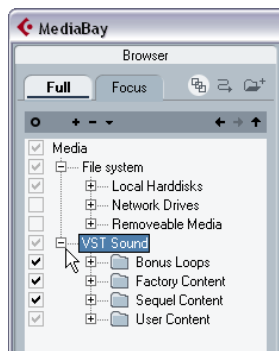 MediaBay
Browser
Full Focus
Media
File system
Local Harddisks
Network Drives
Removeable Media
VST Sound
Bonus Loops
Factory Content
Sequel Content
User Content